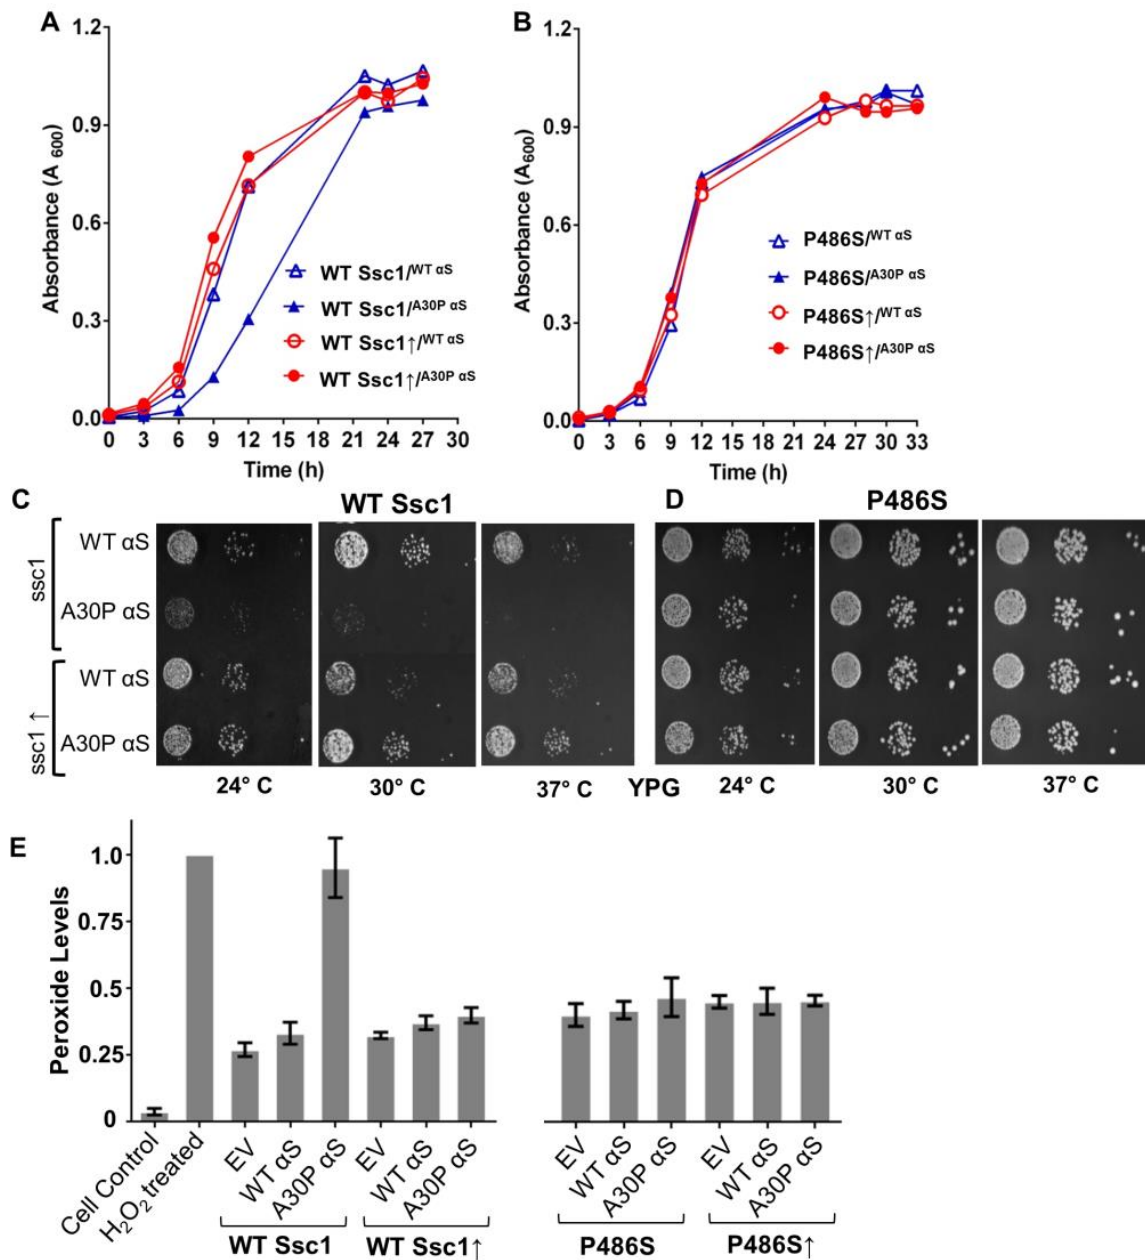 A
1.2
0.9
0.6
0.3
0.0
Absorbance (A 600)
0 3 6 9 12 15 18 21 24 27 30
Time (h)
WT Ssc1/WT αS
WT Ssc1/A30P αS
WT Ssc1↑/WT αS
WT Ssc1↑/A30P αS
B
1.2
0.9
0.6
0.3
0.0
Absorbance (A600)
0 3 6 9 12 15 18 21 24 27 30 33
Time (h)
P486S/WT αS
P486S/A30P αS
P486S↑/WT αS
P486S↑/A30P αS
C WT Ssc1
ssc1
WT αS
A30P αS
ssc1 ↑
WT αS
A30P αS
24° C 30° C 37° C YPG
D P486S
24° C 30° C 37° C
E
1.0
0.75
0.5
0.25
0
Peroxide Levels
Cell Control
H₂O₂ treated
EV
WT αS
A30P αS
WT Ssc1
EV
WT αS
A30P αS
WT Ssc1↑
EV
WT αS
A30P αS
P486S
EV
WT αS
A30P αS
P486S↑